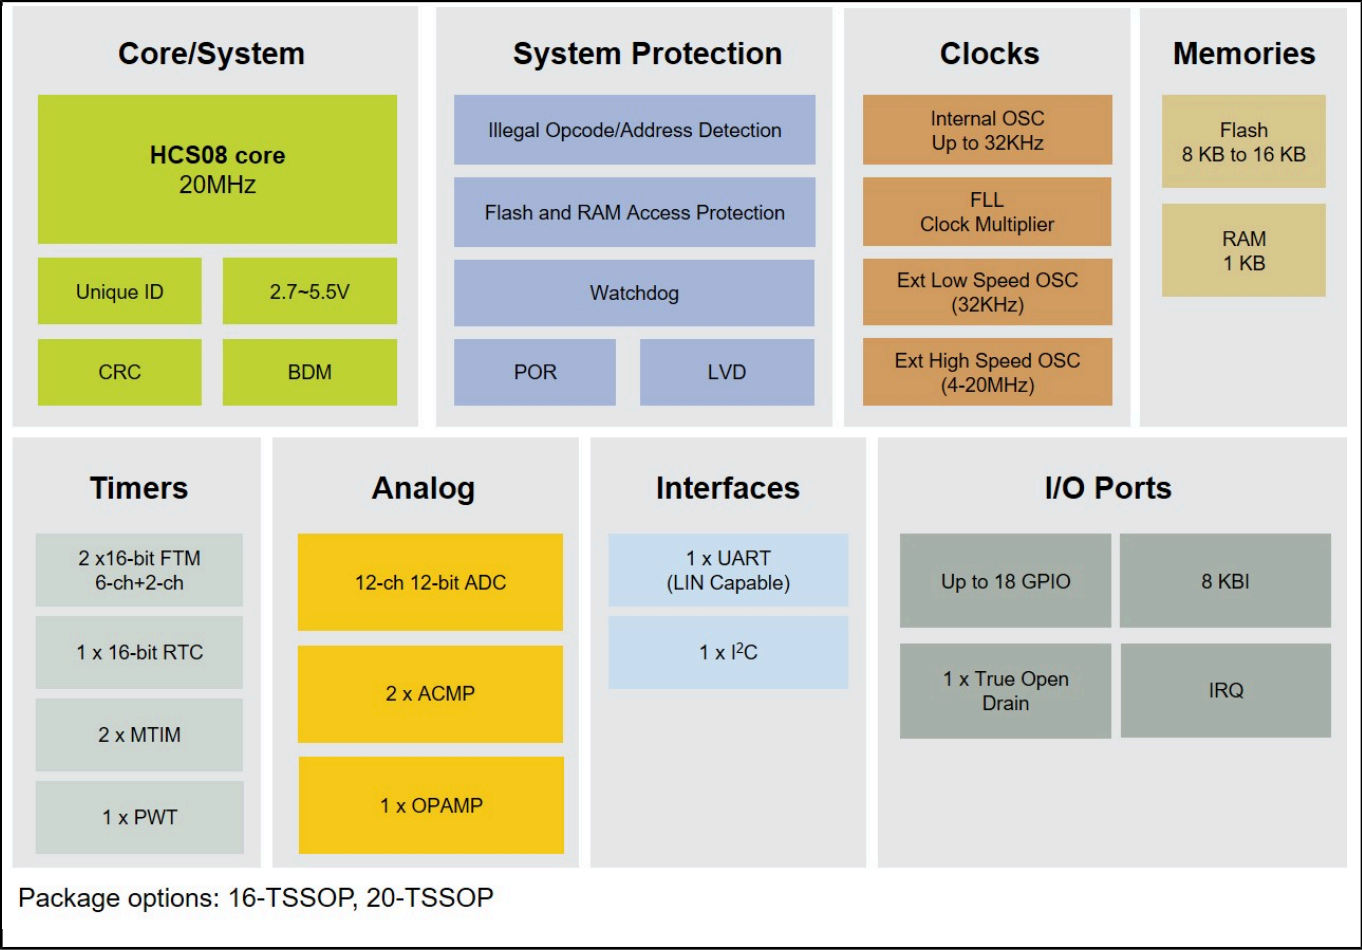 Core/System
HCS08 core
20MHz
Unique ID
2.7~5.5V
CRC
BDM
System Protection
Illegal Opcode/Address Detection
Flash and RAM Access Protection
Watchdog
POR
LVD
Clocks
Internal OSC
Up to 32KHz
FLL
Clock Multiplier
Ext Low Speed OSC
(32KHz)
Ext High Speed OSC
(4-20MHz)
Memories
Flash
8 KB to 16 KB
RAM
1 KB
Timers
2 x16-bit FTM
6-ch+2-ch
1 x 16-bit RTC
2 x MTIM
1 x PWT
Analog
12-ch 12-bit ADC
2 x ACMP
1 x OPAMP
Interfaces
1 x UART
(LIN Capable)
1 x I²C
I/O Ports
Up to 18 GPIO
8 KBI
1 x True Open
Drain
IRQ
Package options: 16-TSSOP, 20-TSSOP